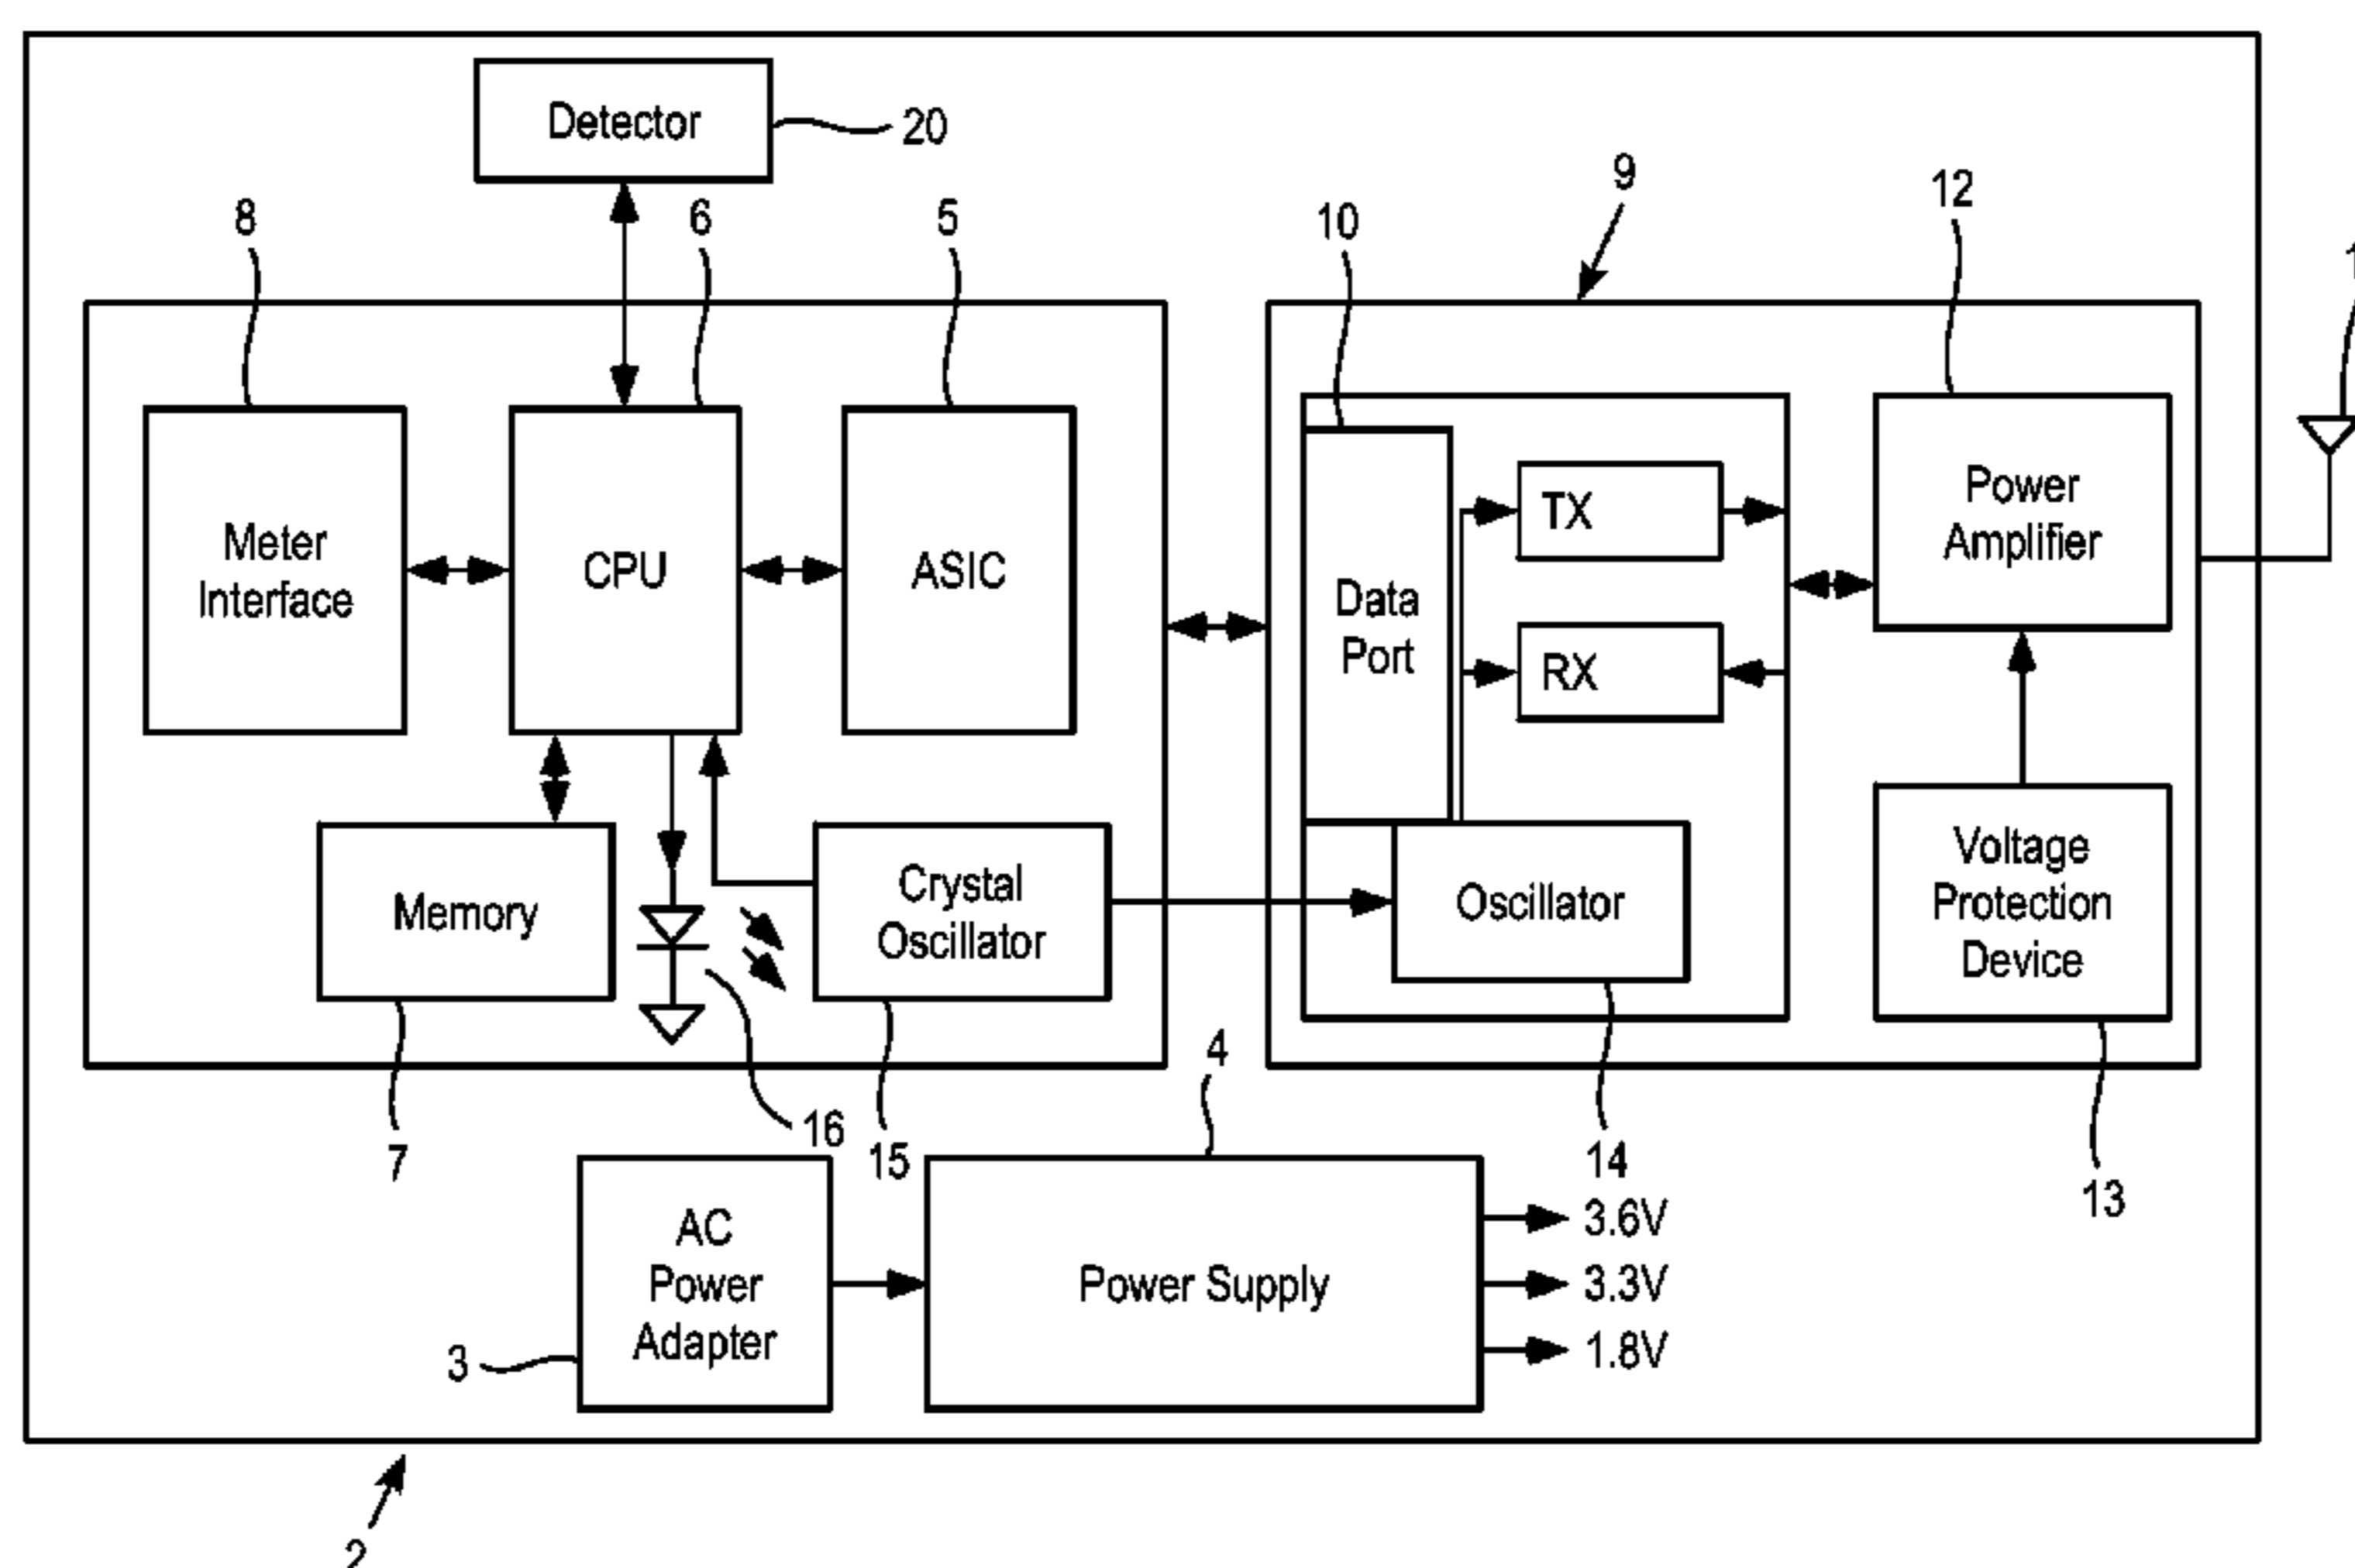 Detector
20
8
6
5
9
10
12
Meter
Interface
CPU
ASIC
Data
Port
TX
RX
Power
Amplifier
Memory
Crystal
Oscillator
Oscillator
Voltage
Protection
Device
7
16
15
4
14
13
AC
Power
Adapter
3
Power Supply
3.6V
3.3V
1.8V
2